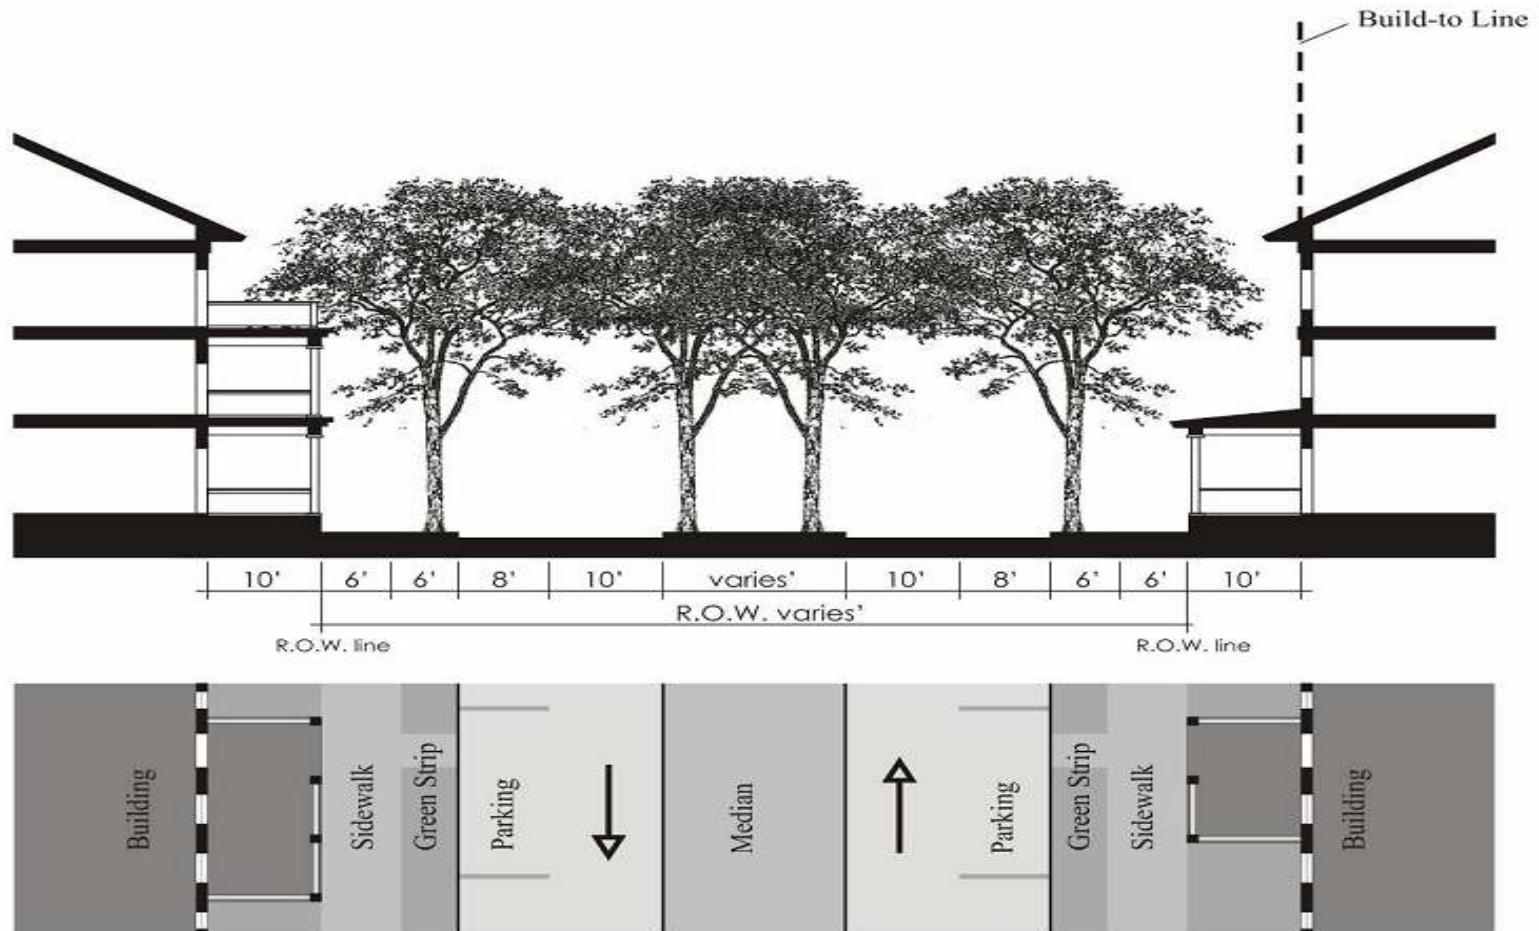 Build-to Line
10' 6' 6' 8' 10' varies' 10' 8' 6' 6' 10'
R.O.W. varies'
R.O.W. line R.O.W. line
Building
Sidewalk
Green Strip
Parking
Median
Parking
Green Strip
Sidewalk
Building